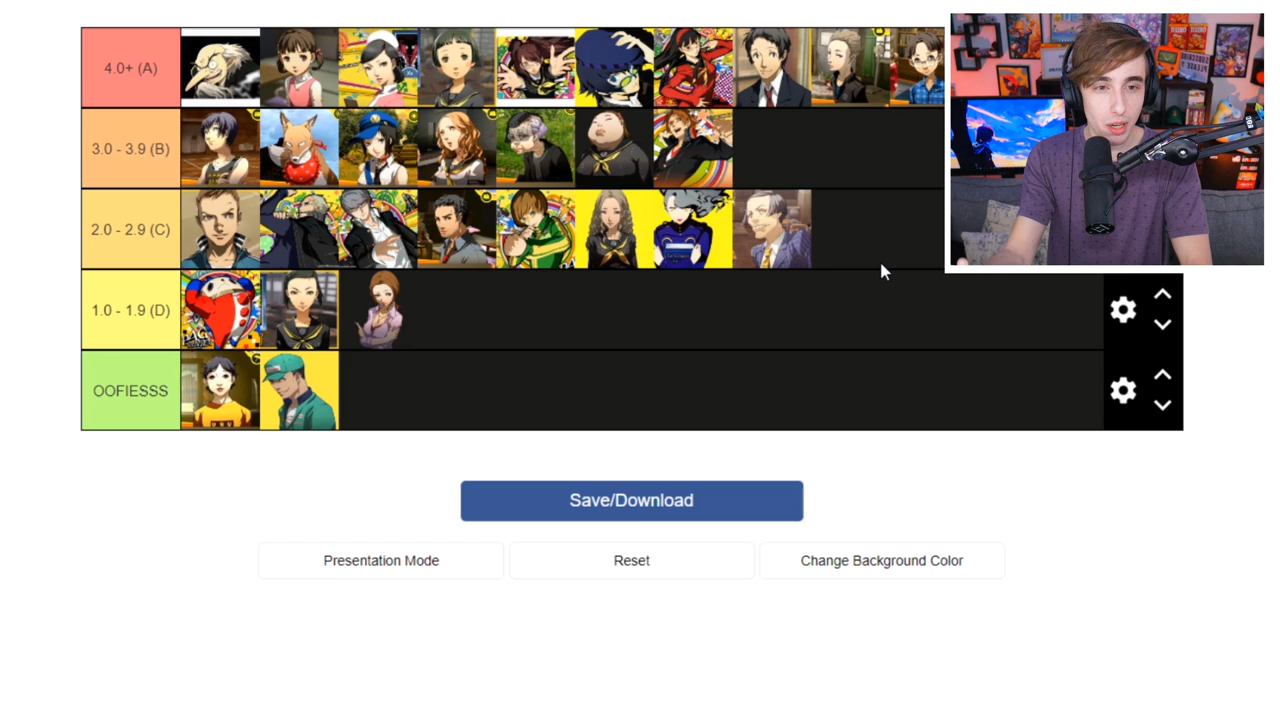 4.0+ (A)
3.0 - 3.9 (B)
2.0 - 2.9 (C)
1.0 - 1.9 (D)
OOFIESSS
Save/Download
Presentation Mode
Reset
Change Background Color